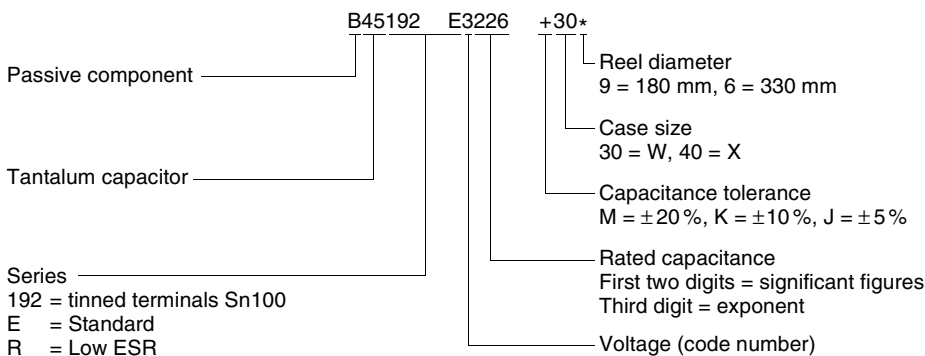 B45192 E3226 +30*
Passive component
Reel diameter
9 = 180 mm, 6 = 330 mm
Case size
30 = W, 40 = X
Tantalum capacitor
Capacitance tolerance
M = ±20 %, K = ±10 %, J = ±5 %
Series
192 = tinned terminals Sn100
E = Standard
R = Low ESR
Rated capacitance
First two digits = significant figures
Third digit = exponent
Voltage (code number)